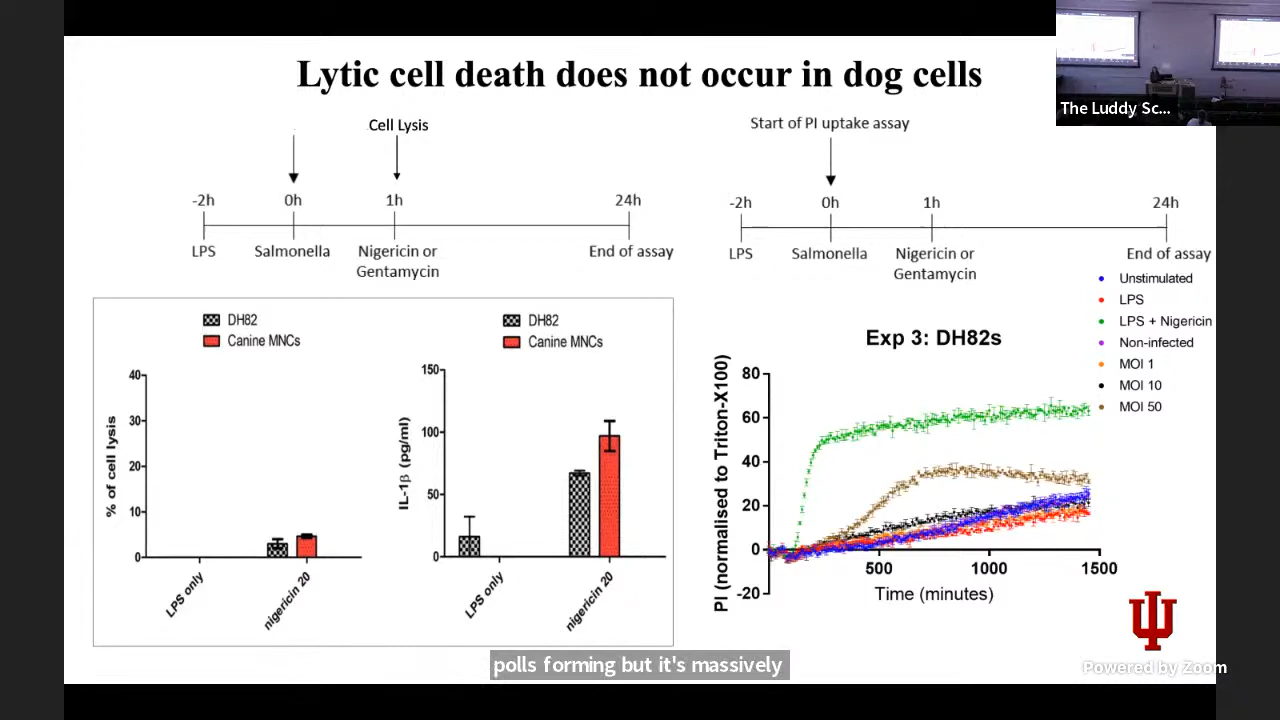 Lytic cell death does not occur in dog cells
The Luddy Sc...
Cell Lysis
-2h 0h 1h 24h
LPS Salmonella Nigericin or
Gentamycin
End of assay
Start of PI uptake assay
-2h 0h 1h 24h
LPS Salmonella Nigericin or
Gentamycin
End of assay
DH82
Canine MNCs
% of cell lysis
40
30
20
10
0
LPS only
nigericin 20
DH82
Canine MNCs
IL-1β (pg/ml)
150
100
50
0
LPS only
nigericin 20
Exp 3: DH82s
Unstimulated
LPS
LPS + Nigericin
Non-infected
MOI 1
MOI 10
MOI 50
PI (normalised to Triton-X100)
80
60
40
20
0
-20
500 1000 1500
Time (minutes)
polls forming but it's massively
Powered by Zoom